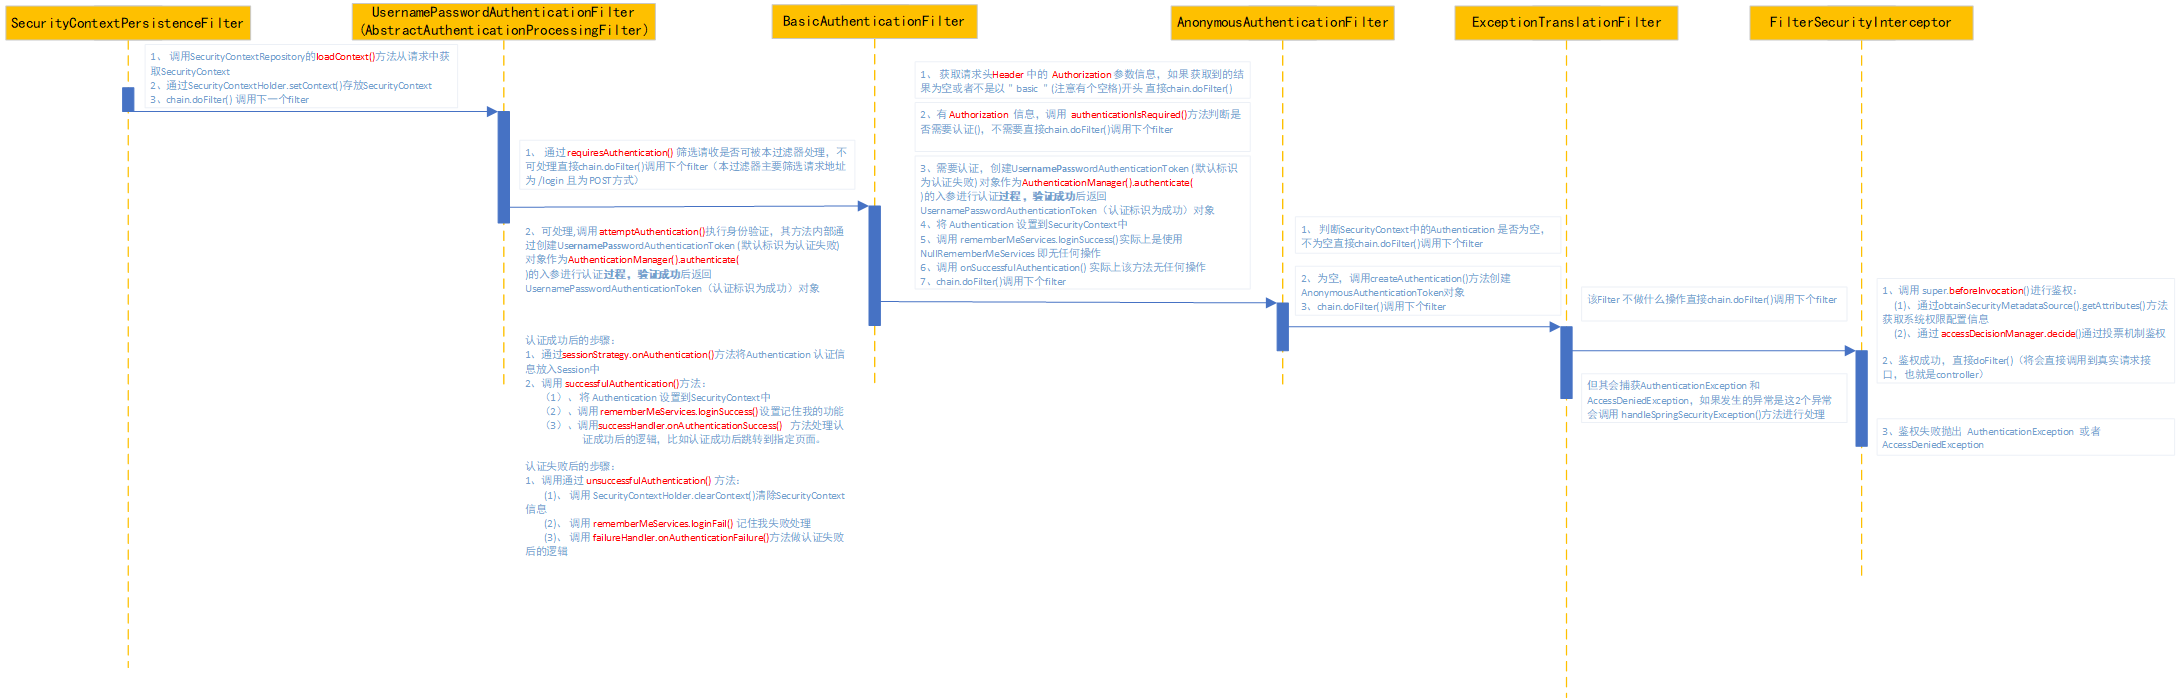 SecurityContextPersistenceFilter
UsernamePasswordAuthenticationFilter
(AbstractAuthenticationProcessingFilter)
BasicAuthenticationFilter
AnonymousAuthenticationFilter
ExceptionTranslationFilter
FilterSecurityInterceptor
1、 调用SecurityContextRepository的loadContext()方法从请求中获
取SecurityContext
2、通过SecurityContextHolder.setContext()存放SecurityContext
3、chain.doFilter() 调用下一个filter
1、 通过 requiresAuthentication() 筛选请收是否可被本过滤器处理，不
可处理直接chain.doFilter()调用下个filter（本过滤器主要筛选请求地址
为 /login 且为 POST方式）
2、可处理,调用 attemptAuthentication()执行身份验证，其方法内部通
过创建UsernamePasswordAuthenticationToken (默认标识为认证失败)
对象作为AuthenticationManager().authenticate(
)的入参进行认证过程，验证成功后返回
UsernamePasswordAuthenticationToken（认证标识为成功）对象
认证成功后的步骤：
1、通过sessionStrategy.onAuthentication()方法将Authentication 认证信
息放入Session中
2、调用 successfulAuthentication()方法：
（1）、 将 Authentication 设置到SecurityContext中
（2）、调用 rememberMeServices.loginSuccess() 设置记住我的功能
（3）、调用successHandler.onAuthenticationSuccess() 方法处理认
证成功后的逻辑，比如认证成功后跳转到指定页面。
认证失败后的步骤：
1、调用通过 unsuccessfulAuthentication() 方法：
(1)、 调用 SecurityContextHolder.clearContext()清除SecurityContext
信息
(2)、 调用 rememberMeServices.loginFail() 记住我失败处理
(3)、 调用 failureHandler.onAuthenticationFailure()方法做认证失败
后的逻辑
1、 获取请求头Header 中的 Authorization 参数信息，如果获取到的结
果为空或者不是以 " basic " (注意有个空格)开头 直接chain.doFilter()
2、有 Authorization 信息，调用 authenticationIsRequired()方法判断是
否需要认证()，不需要直接chain.doFilter()调用下个filter
3、需要认证，创建UsernamePasswordAuthenticationToken (默认标识
为认证失败) 对象作为AuthenticationManager().authenticate(
)的入参进行认证过程，验证成功后返回
UsernamePasswordAuthenticationToken（认证标识为成功）对象
4、将 Authentication 设置到SecurityContext中
5、调用 rememberMeServices.loginSuccess()实际上是使用
NullRememberMeServices 即无任何操作
6、调用 onSuccessfulAuthentication() 实际上该方法无任何操作
7、chain.doFilter()调用下个filter
1、 判断SecurityContext中的Authentication 是否为空，
不为空直接chain.doFilter()调用下个filter
2、为空，调用createAuthentication()方法创建
AnonymousAuthenticationToken对象
3、chain.doFilter()调用下个filter
该Filter 不做什么操作直接chain.doFilter()调用下个filter
但其会捕获AuthenticationException 和
AccessDeniedException，如果发生的异常是这2个异常
会调用 handleSpringSecurityException()方法进行处理
1、调用 super.beforeInvocation()进行鉴权：
(1)、通过obtainSecurityMetadataSource().getAttributes()方法
获取系统权限配置信息
(2)、通过 accessDecisionManager.decide()通过投票机制鉴权
2、鉴权成功，直接doFilter()（将会直接调用到真实请求接
口，也就是controller）
3、鉴权失败抛出 AuthenticationException 或者
AccessDeniedException